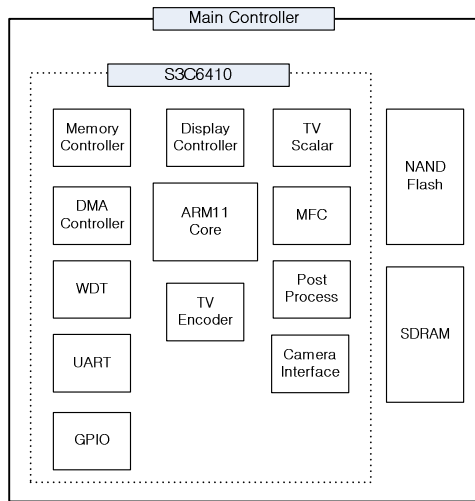 Main Controller
S3C6410
Memory
Controller
Display
Controller
TV
Scalar
NAND
Flash
DMA
Controller
ARM11
Core
MFC
WDT
TV
Encoder
Post
Process
SDRAM
UART
Camera
Interface
GPIO